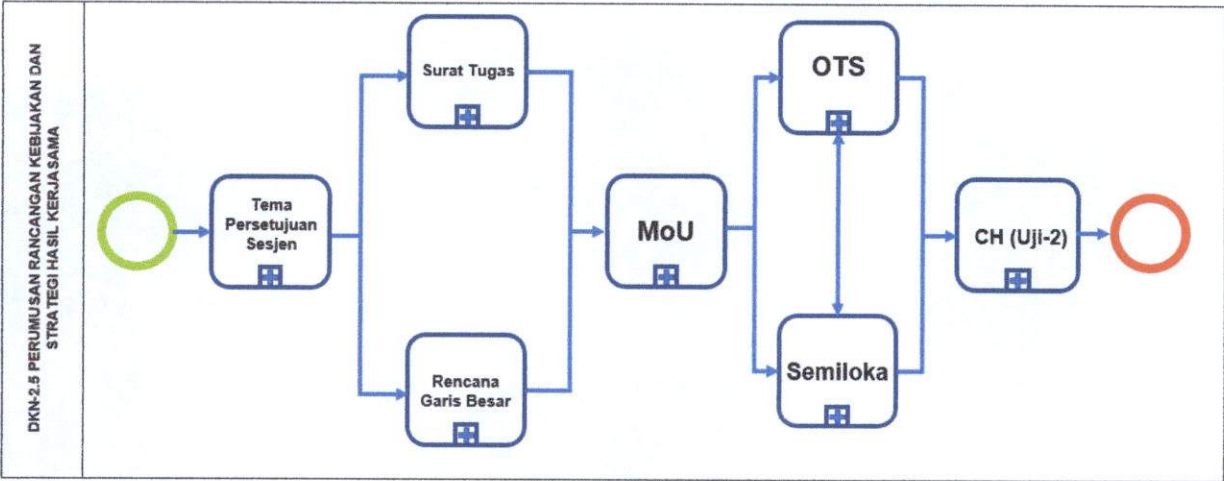 DKN-2.5 PERUMUSAN RANCANGAN KEBIJAKAN DAN
STRATEGI HASIL KERJASAMA
Tema
Persetujuan
Sesjen
Surat Tugas
Rencana
Garis Besar
MoU
OTS
Semiloka
CH (Uji-2)